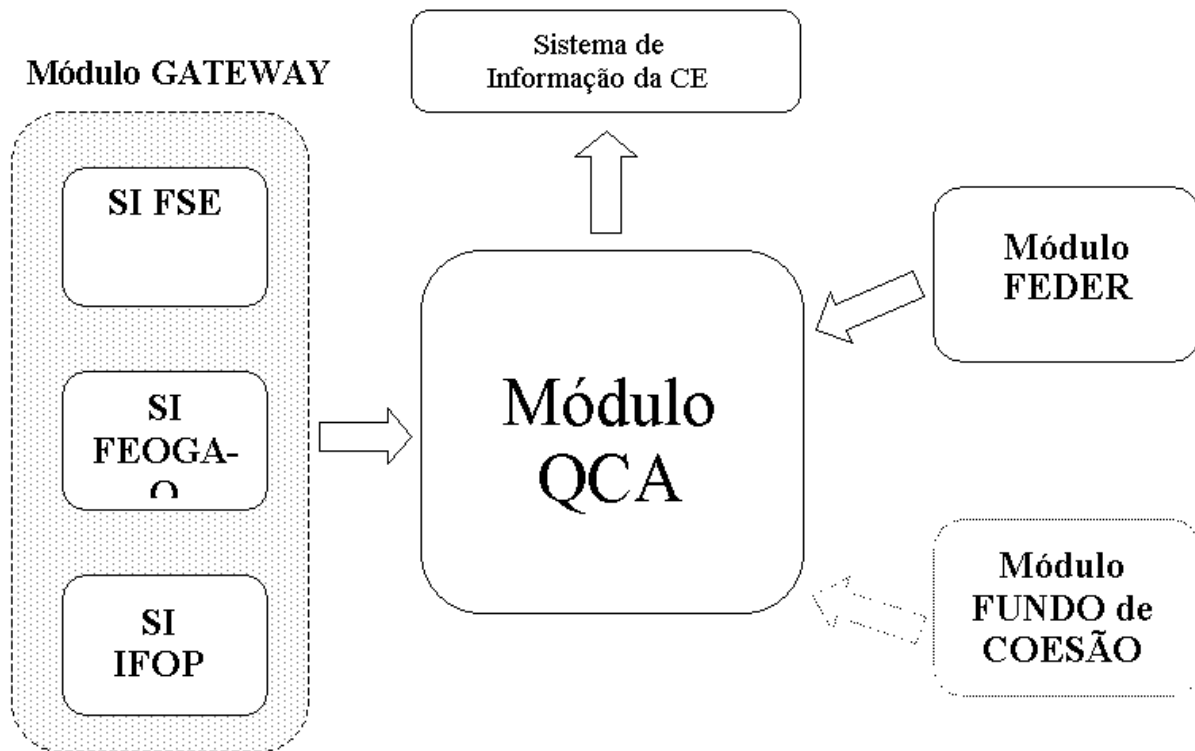 Módulo GATEWAY
SI FSE
SI
FEOGA-
O
SI
IFOP
Sistema de
Informação da CE
Módulo
QCA
Módulo
FEDER
Módulo
FUNDO de
COESÃO